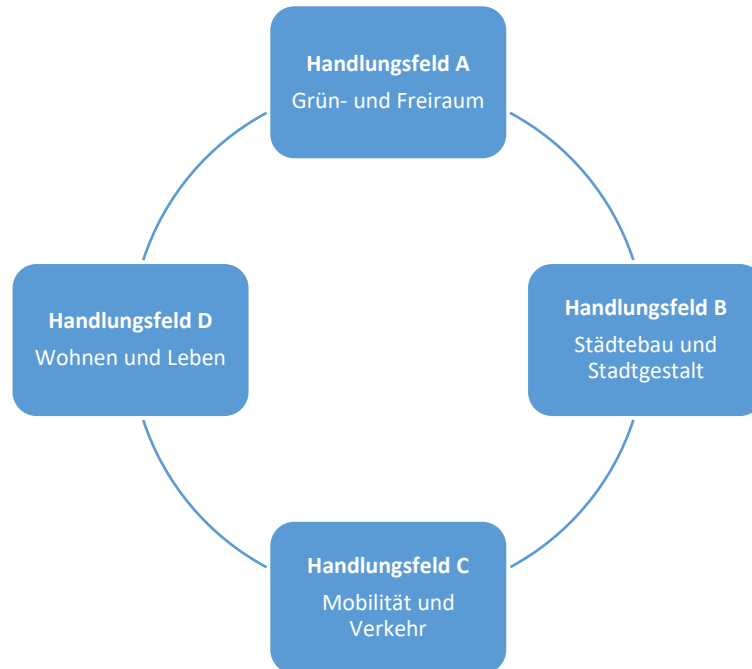 Handlungsfeld A
Grün- und Freiraum
Handlungsfeld B
Städtebau und
Stadtgestalt
Handlungsfeld C
Mobilität und
Verkehr
Handlungsfeld D
Wohnen und Leben